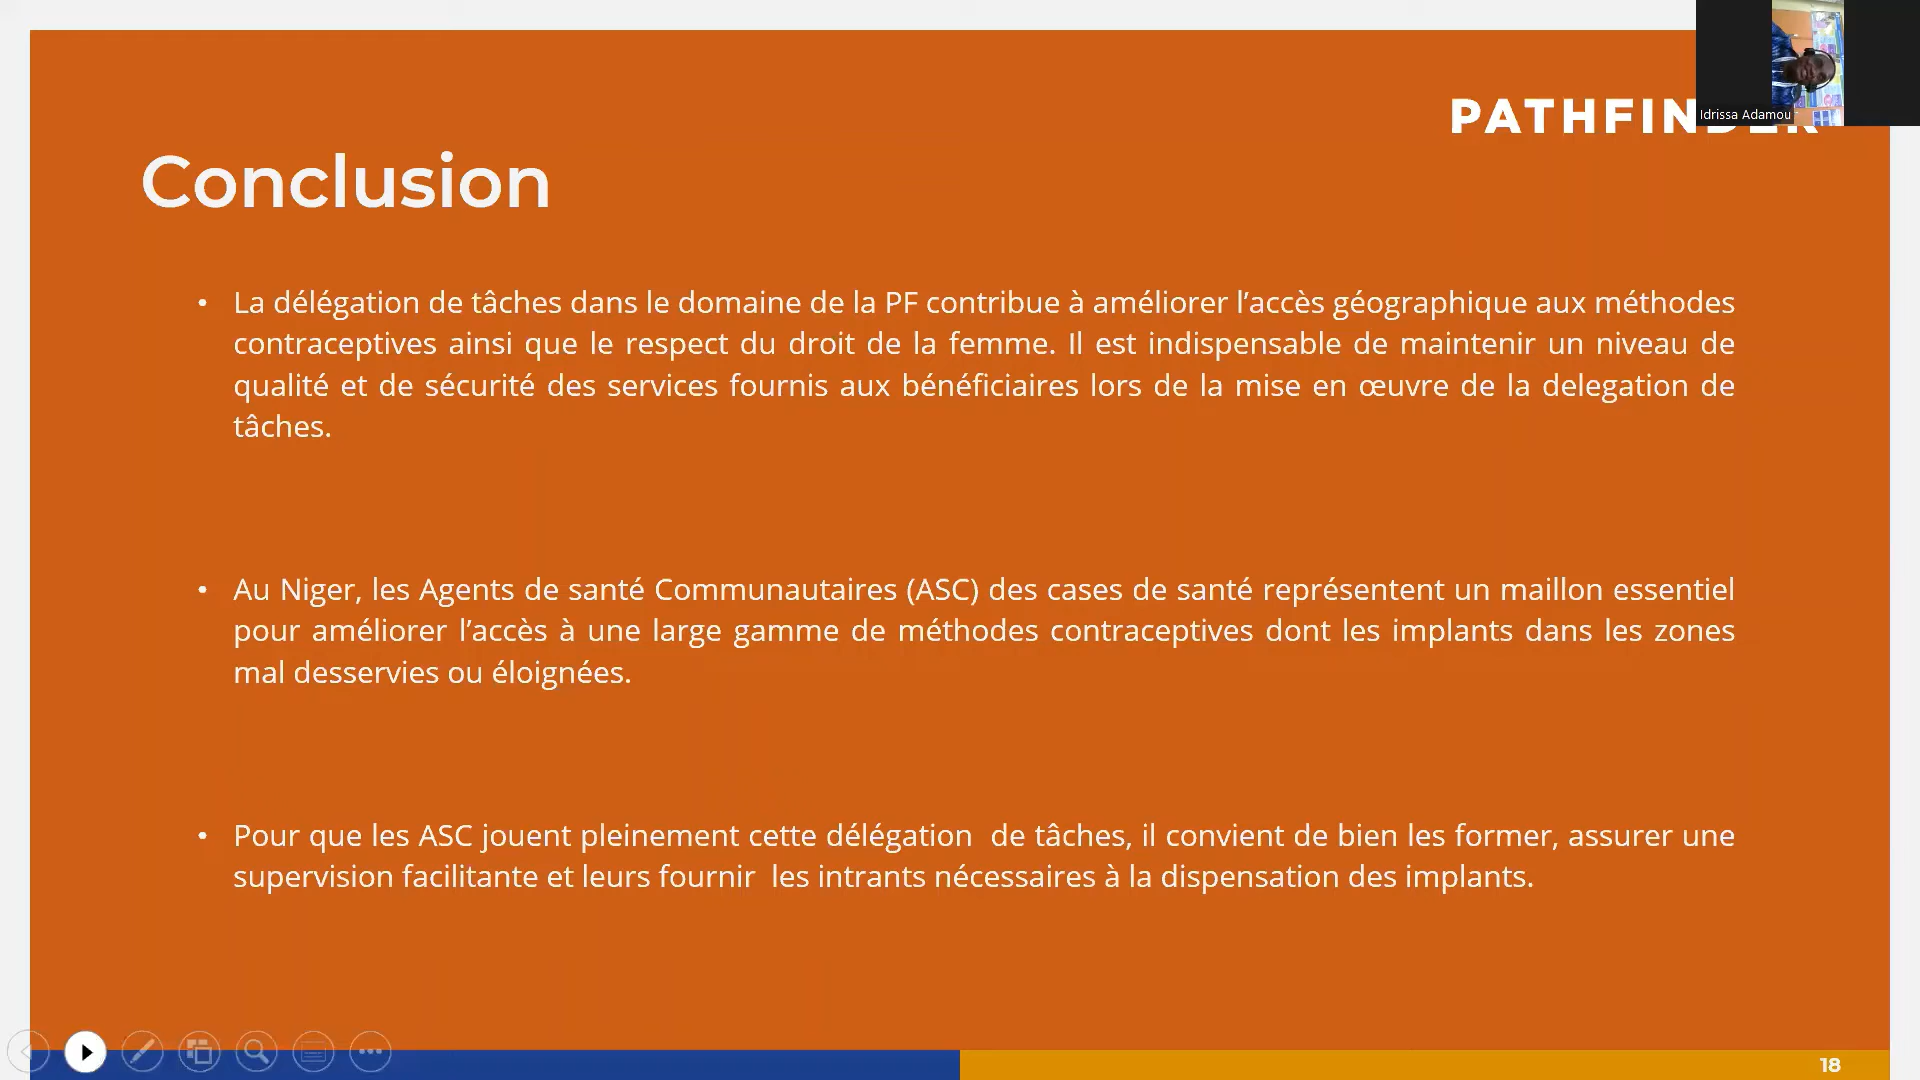 Idrissa Adamou
PATHFINDER
Conclusion
• La délégation de tâches dans le domaine de la PF contribue à améliorer l’accès géographique aux méthodes
contraceptives ainsi que le respect du droit de la femme. Il est indispensable de maintenir un niveau de
qualité et de sécurité des services fournis aux bénéficiaires lors de la mise en œuvre de la delegation de
tâches.
• Au Niger, les Agents de santé Communautaires (ASC) des cases de santé représentent un maillon essentiel
pour améliorer l’accès à une large gamme de méthodes contraceptives dont les implants dans les zones
mal desservies ou éloignées.
• Pour que les ASC jouent pleinement cette délégation de tâches, il convient de bien les former, assurer une
supervision facilitante et leurs fournir les intrants nécessaires à la dispensation des implants.
18